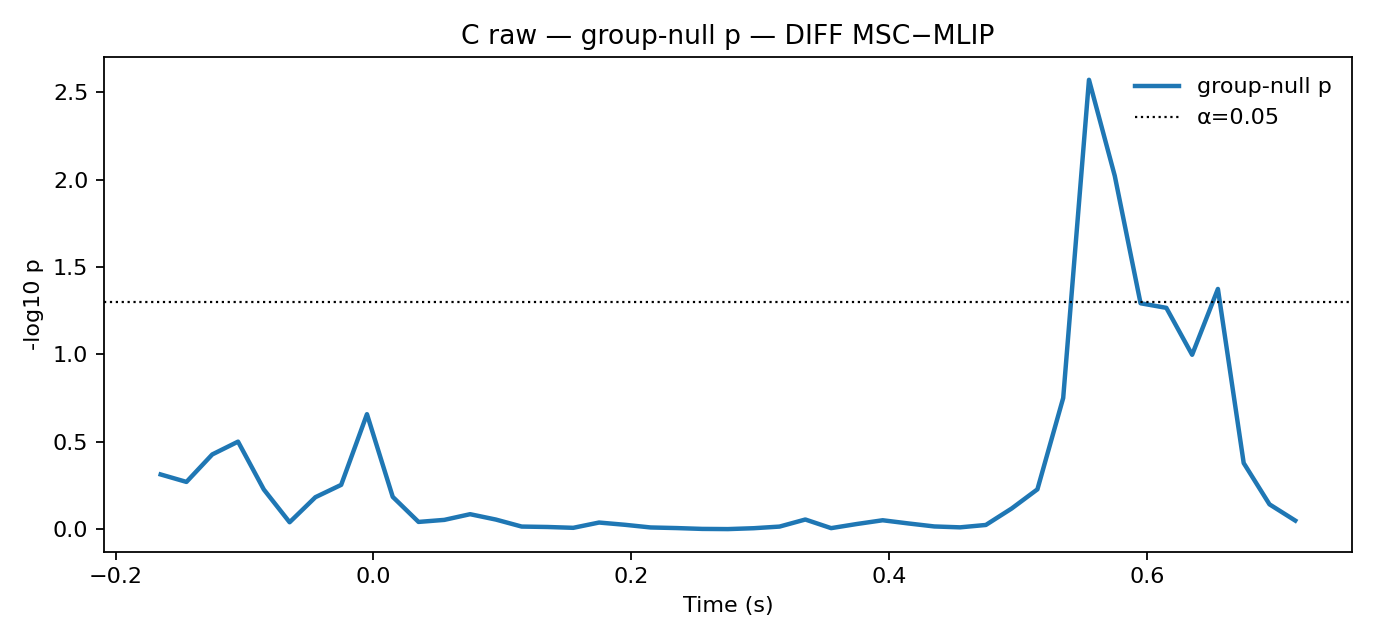 C raw — group-null p — DIFF MSC−MLIP
group-null p
α=0.05
2.5
2.0
1.5
1.0
0.5
0.0
-log10 p
−0.2 0.0 0.2 0.4 0.6
Time (s)